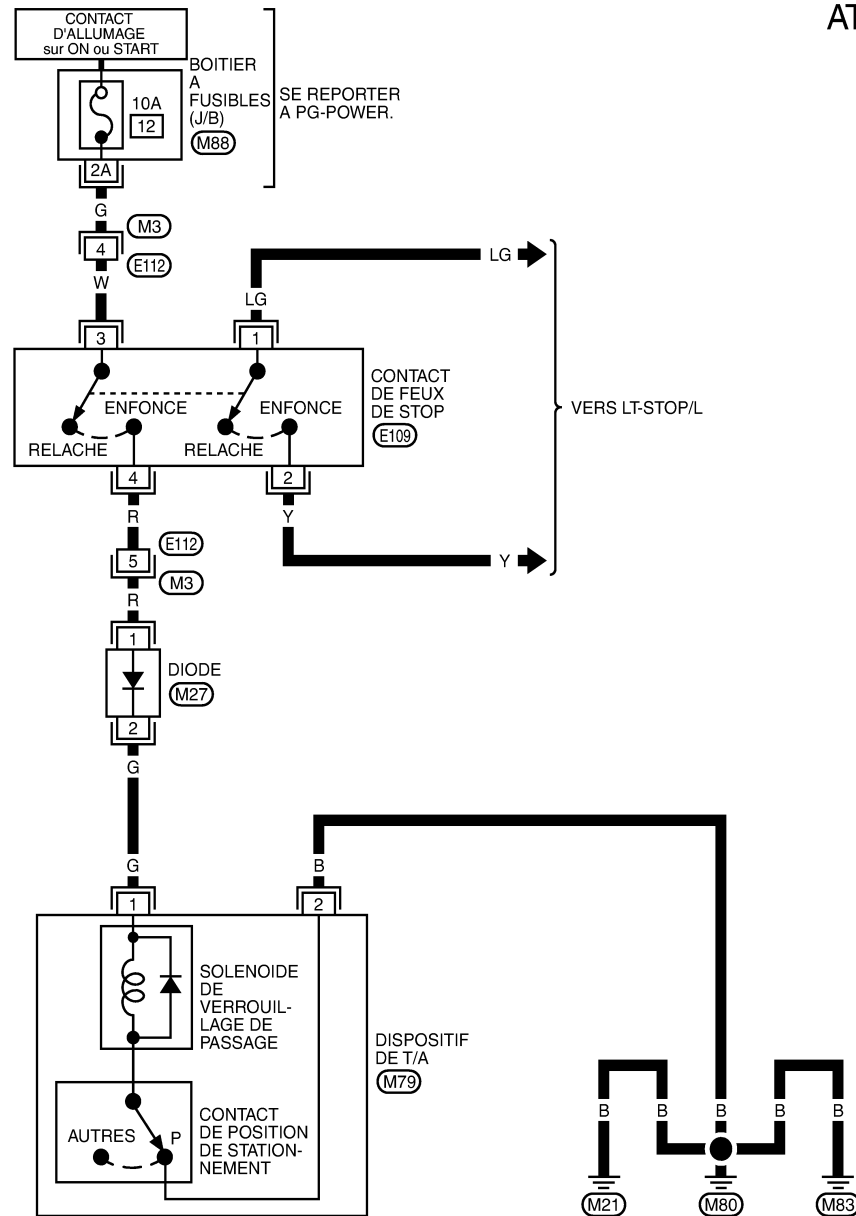 AT
CONTACT
D'ALLUMAGE
sur ON ou START
BOITIER
A
FUSIBLES
(J/B)
M88
10A
12
SE REPORTER
A PG-POWER.
2A
G
M3
4
E112
W
LG
LG
3
1
CONTACT
DE FEUX
DE STOP
E109
ENFONCE
ENFONCE
RELACHE
RELACHE
VERS LT-STOP/L
4
2
R
Y
E112
5
Y
M3
R
1
DIODE
M27
2
G
G
B
1
2
SOLENOIDE
DE
VERROUIL-
LAGE DE
PASSAGE
DISPOSITIF
DE T/A
M79
CONTACT
DE POSITION
DE STATION-
NEMENT
AUTRES
P
B
B
B
B
B
M21
M80
M83